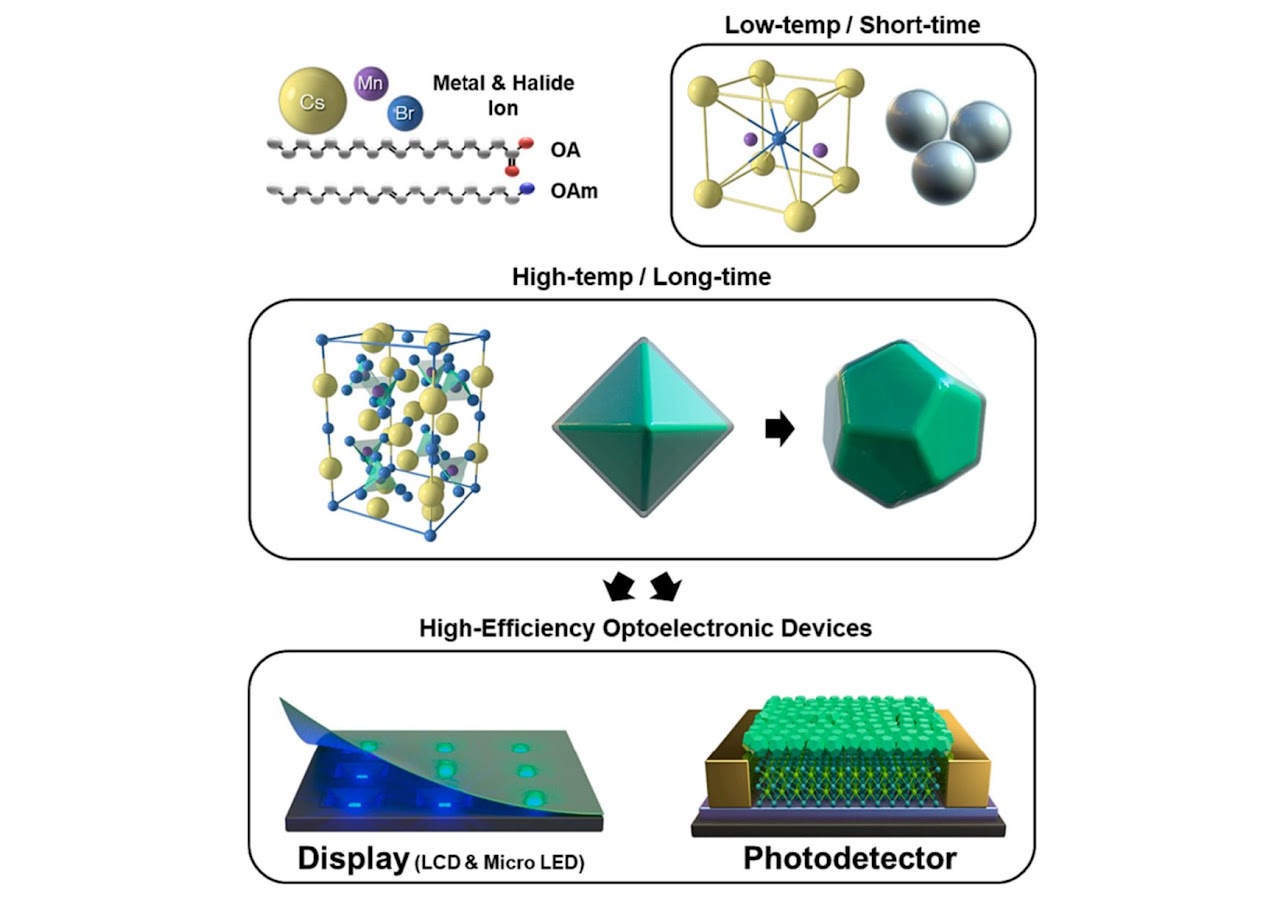 Low-temp / Short-time
Cs
Mn
Br
Metal & Halide
Ion
OA
OAm
High-temp / Long-time
High-Efficiency Optoelectronic Devices
Display (LCD & Micro LED)
Photodetector